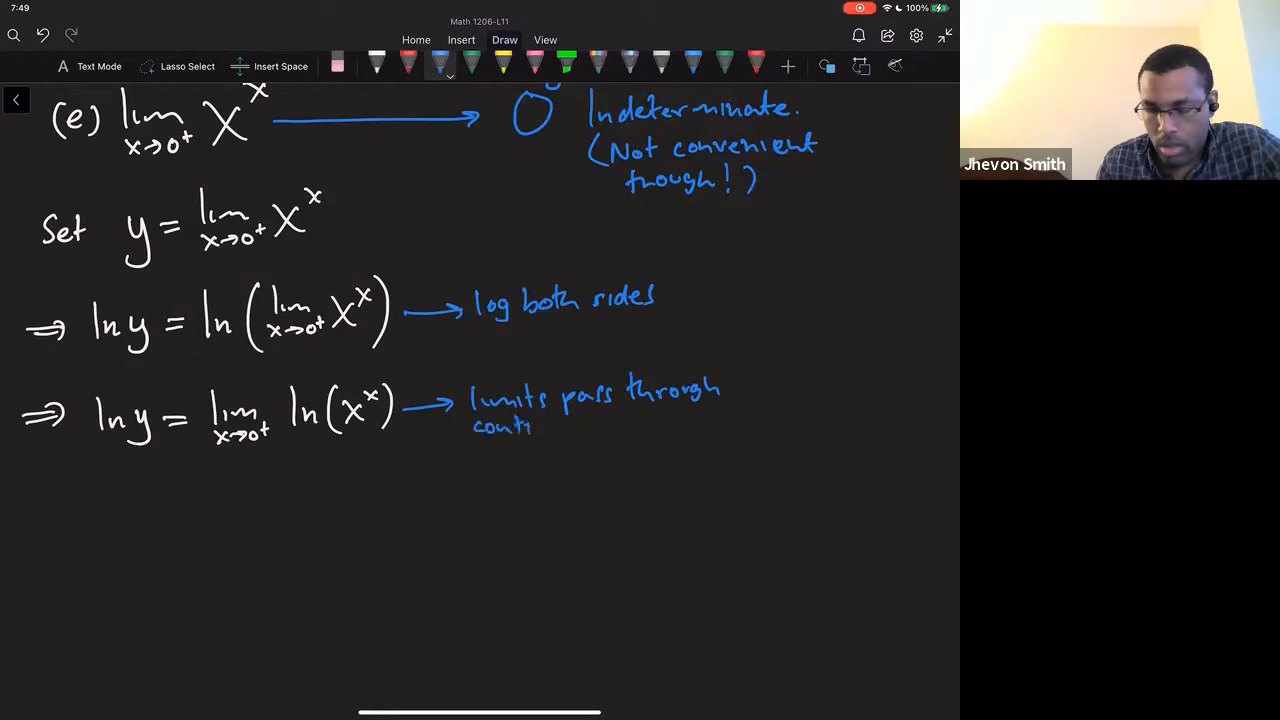 7:49
100%
Math 1206-L11
Home Insert Draw View
Text Mode Lasso Select Insert Space
(e) lim x→0⁺ x^x → 0^0 Indeterminate.
(Not convenient
though!)
Jhevon Smith
Set y = lim x→0⁺ x^x
⇒ ln y = ln(lim x→0⁺ x^x) → log both sides
⇒ ln y = lim x→0⁺ ln(x^x) → limits pass through
conti